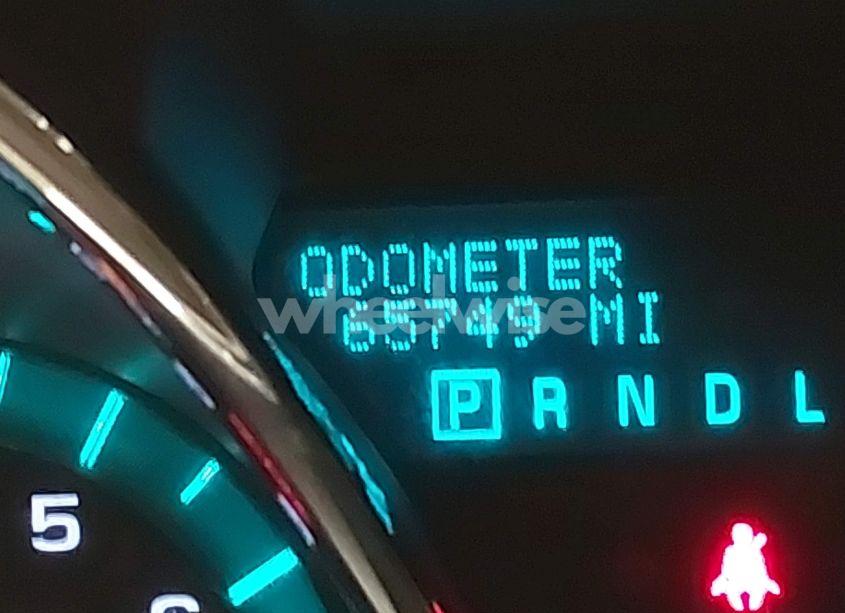 ODOMETER
65749 MI
wheelwise
P R N D L
5